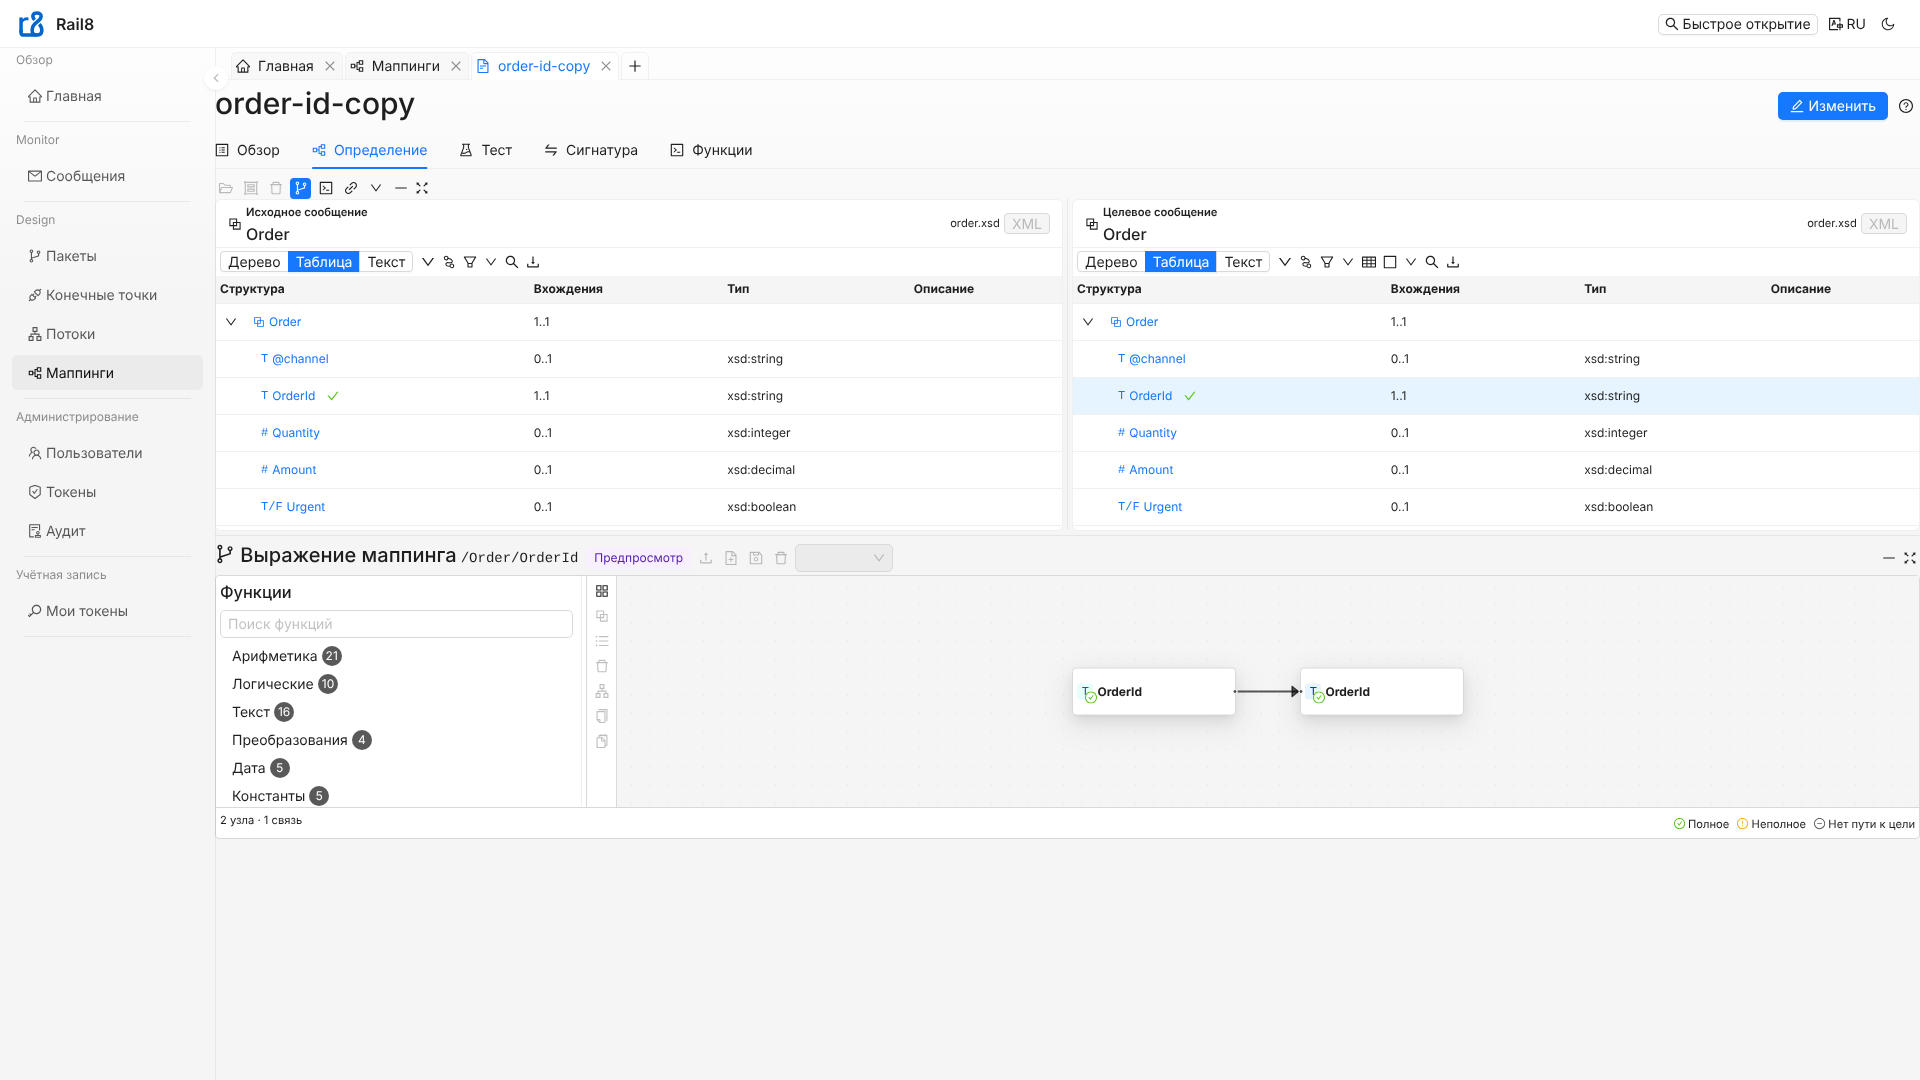 Rail8
Быстрое открытие
RU
Обзор
Главная
Monitor
Сообщения
Design
Пакеты
Конечные точки
Потоки
Маппинги
Администрирование
Пользователи
Токены
Аудит
Учётная запись
Мои токены
Главная
Маппинги
order-id-copy
order-id-copy
Изменить
Обзор
Определение
Тест
Сигнатура
Функции
Исходное сообщение
Order
order.xsd XML
Дерево Таблица Текст
Структура Вхождения Тип Описание
Order 1..1
T @channel 0..1 xsd:string
T OrderId 1..1 xsd:string
# Quantity 0..1 xsd:integer
# Amount 0..1 xsd:decimal
T/F Urgent 0..1 xsd:boolean
Целевое сообщение
Order
order.xsd XML
Дерево Таблица Текст
Структура Вхождения Тип Описание
Order 1..1
T @channel 0..1 xsd:string
T OrderId 1..1 xsd:string
# Quantity 0..1 xsd:integer
# Amount 0..1 xsd:decimal
T/F Urgent 0..1 xsd:boolean
Выражение маппинга /Order/OrderId Предпросмотр
Функции
Поиск функций
Арифметика 21
Логические 10
Текст 16
Преобразования 4
Дата 5
Константы 5
T OrderId
T OrderId
2 узла · 1 связь
Полное Неполное Нет пути к цели